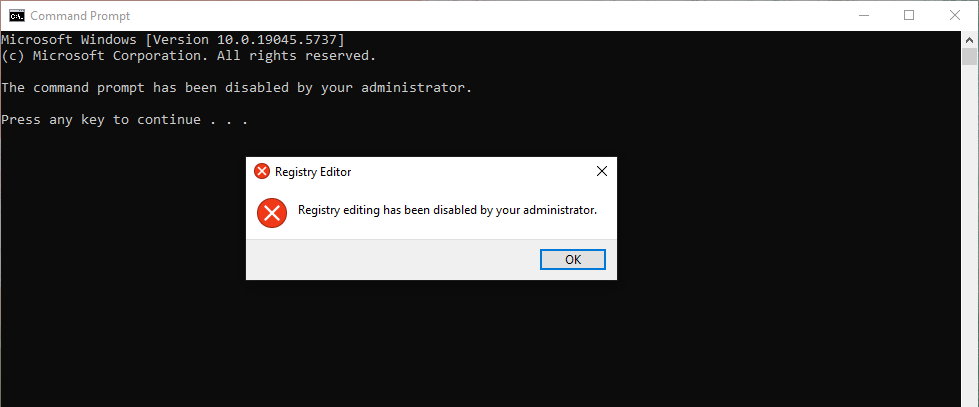 Command Prompt
Microsoft Windows [Version 10.0.19045.5737]
(c) Microsoft Corporation. All rights reserved.
The command prompt has been disabled by your administrator.
Press any key to continue . . .
Registry Editor
Registry editing has been disabled by your administrator.
OK